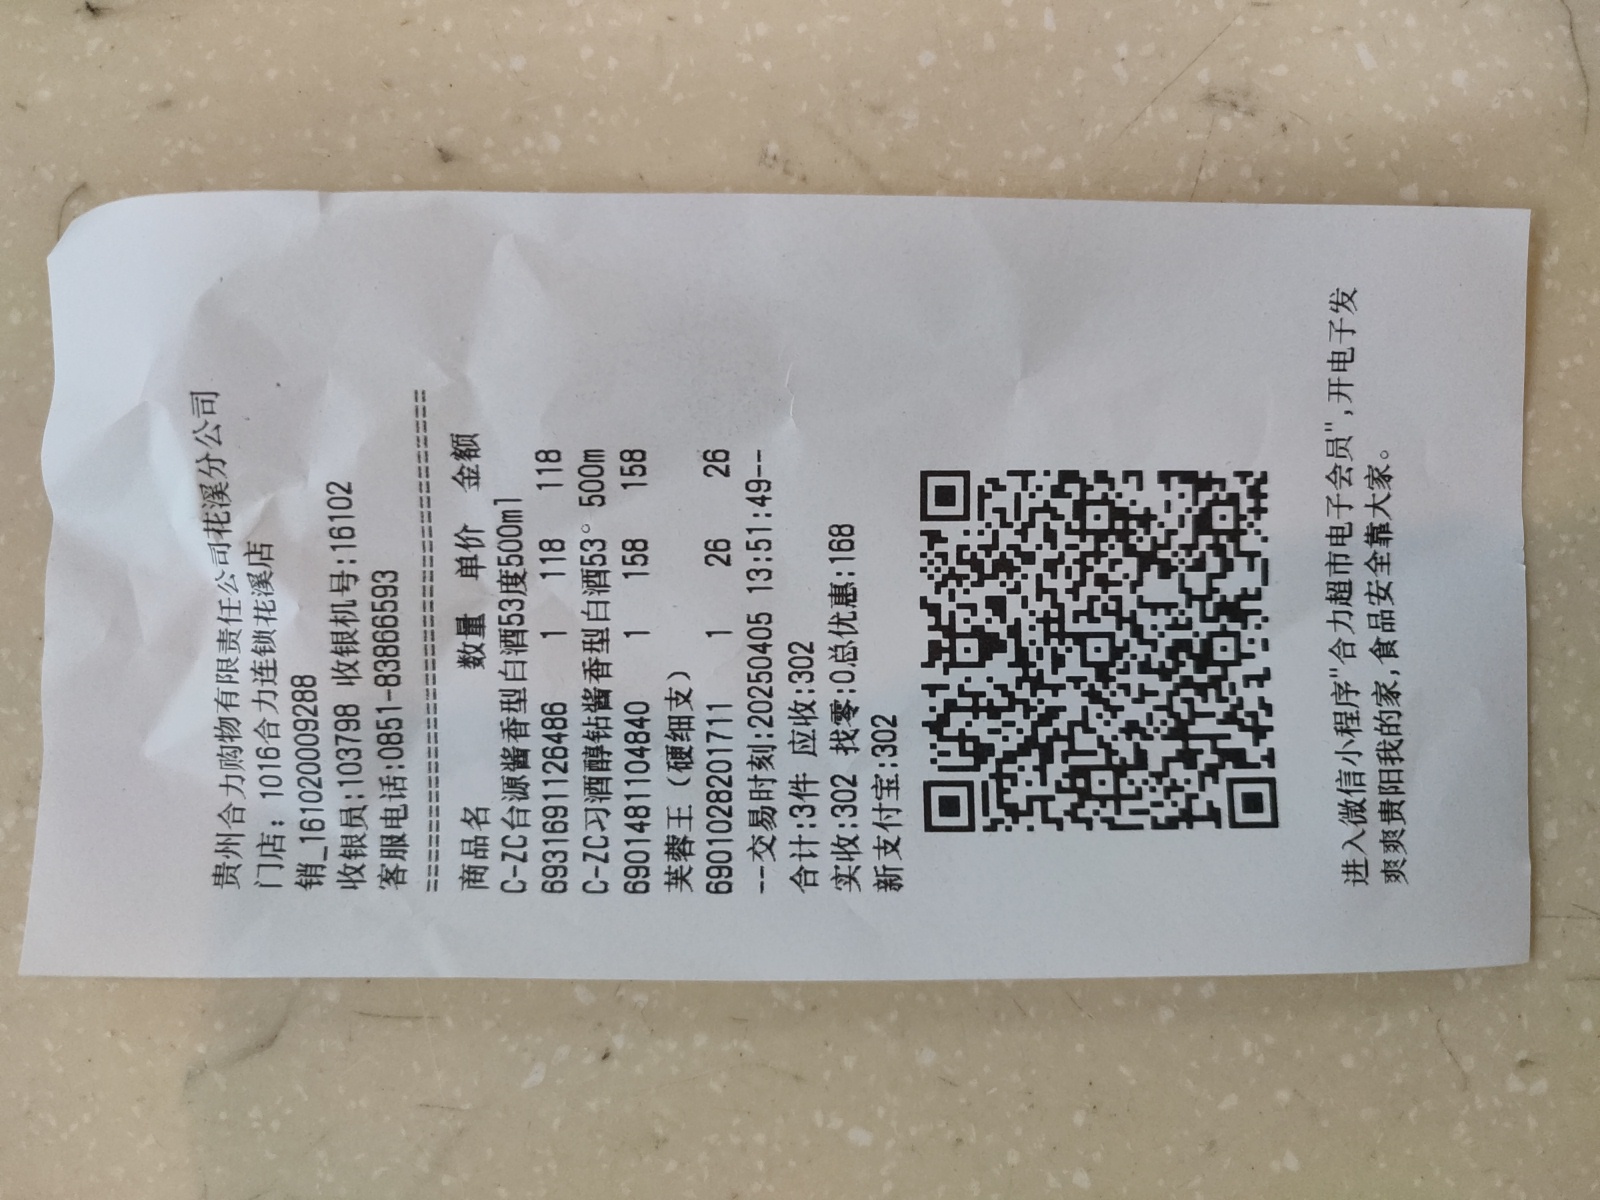 贵州合力购物有限责任公司花溪分公司
门店：1016合力连锁花溪店
销_1610200009288
收银员:103798 收银机号:16102
客服电话:0851-83866593
==========================================
商品名 数量 单价 金额
C-ZC台源酱香型白酒53度500ml
6931691126486 1 118 118
C-ZC习酒醇钻酱香型白酒53° 500m
6901481104840 1 158 158
芙蓉王（硬细支）
6901028201711 1 26 26
--交易时刻:20250405 13:51:49--
合计:3件 应收:302
实收:302 找零:0总优惠:168
新支付宝:302
进入微信小程序"合力超市电子会员",开电子发
爽爽贵阳我的家,食品安全靠大家。